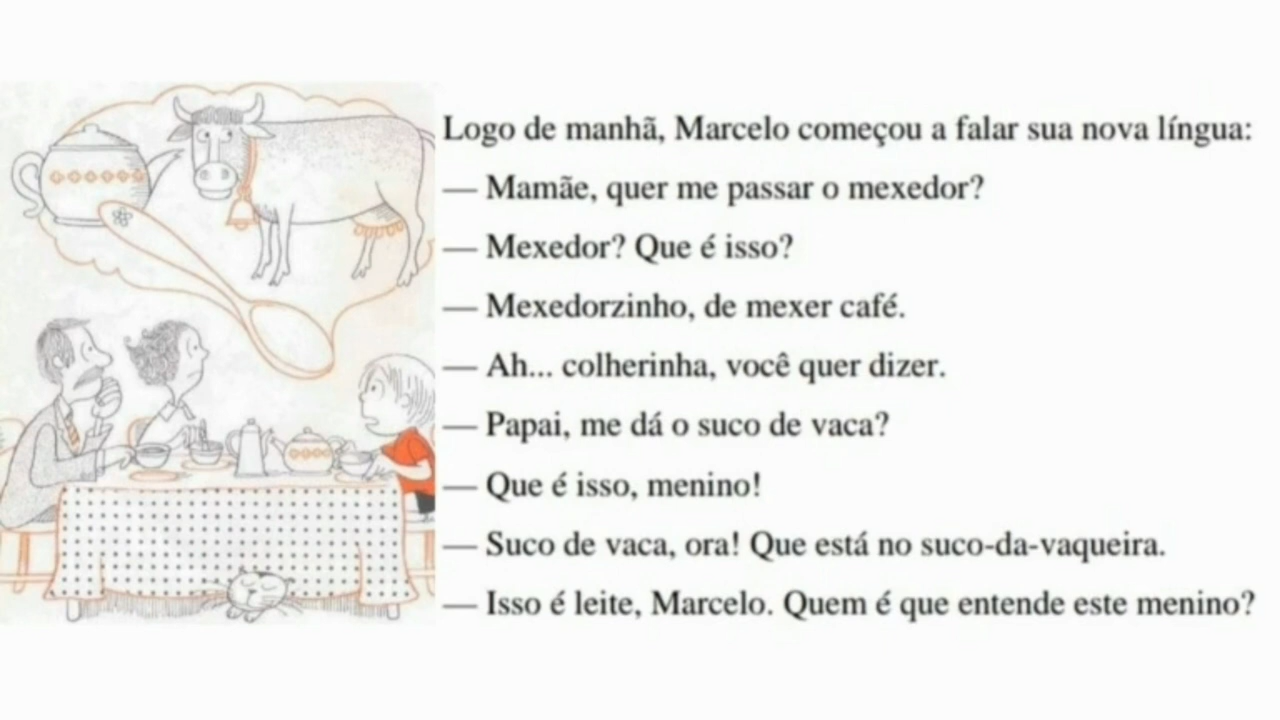 Logo de manhã, Marcelo começou a falar sua nova língua:
— Mamãe, quer me passar o mexedor?
— Mexedor? Que é isso?
— Mexedorzinho, de mexer café.
— Ah... colherinha, você quer dizer.
— Papai, me dá o suco de vaca?
— Que é isso, menino!
— Suco de vaca, ora! Que está no suco-da-vaqueira.
— Isso é leite, Marcelo. Quem é que entende este menino?